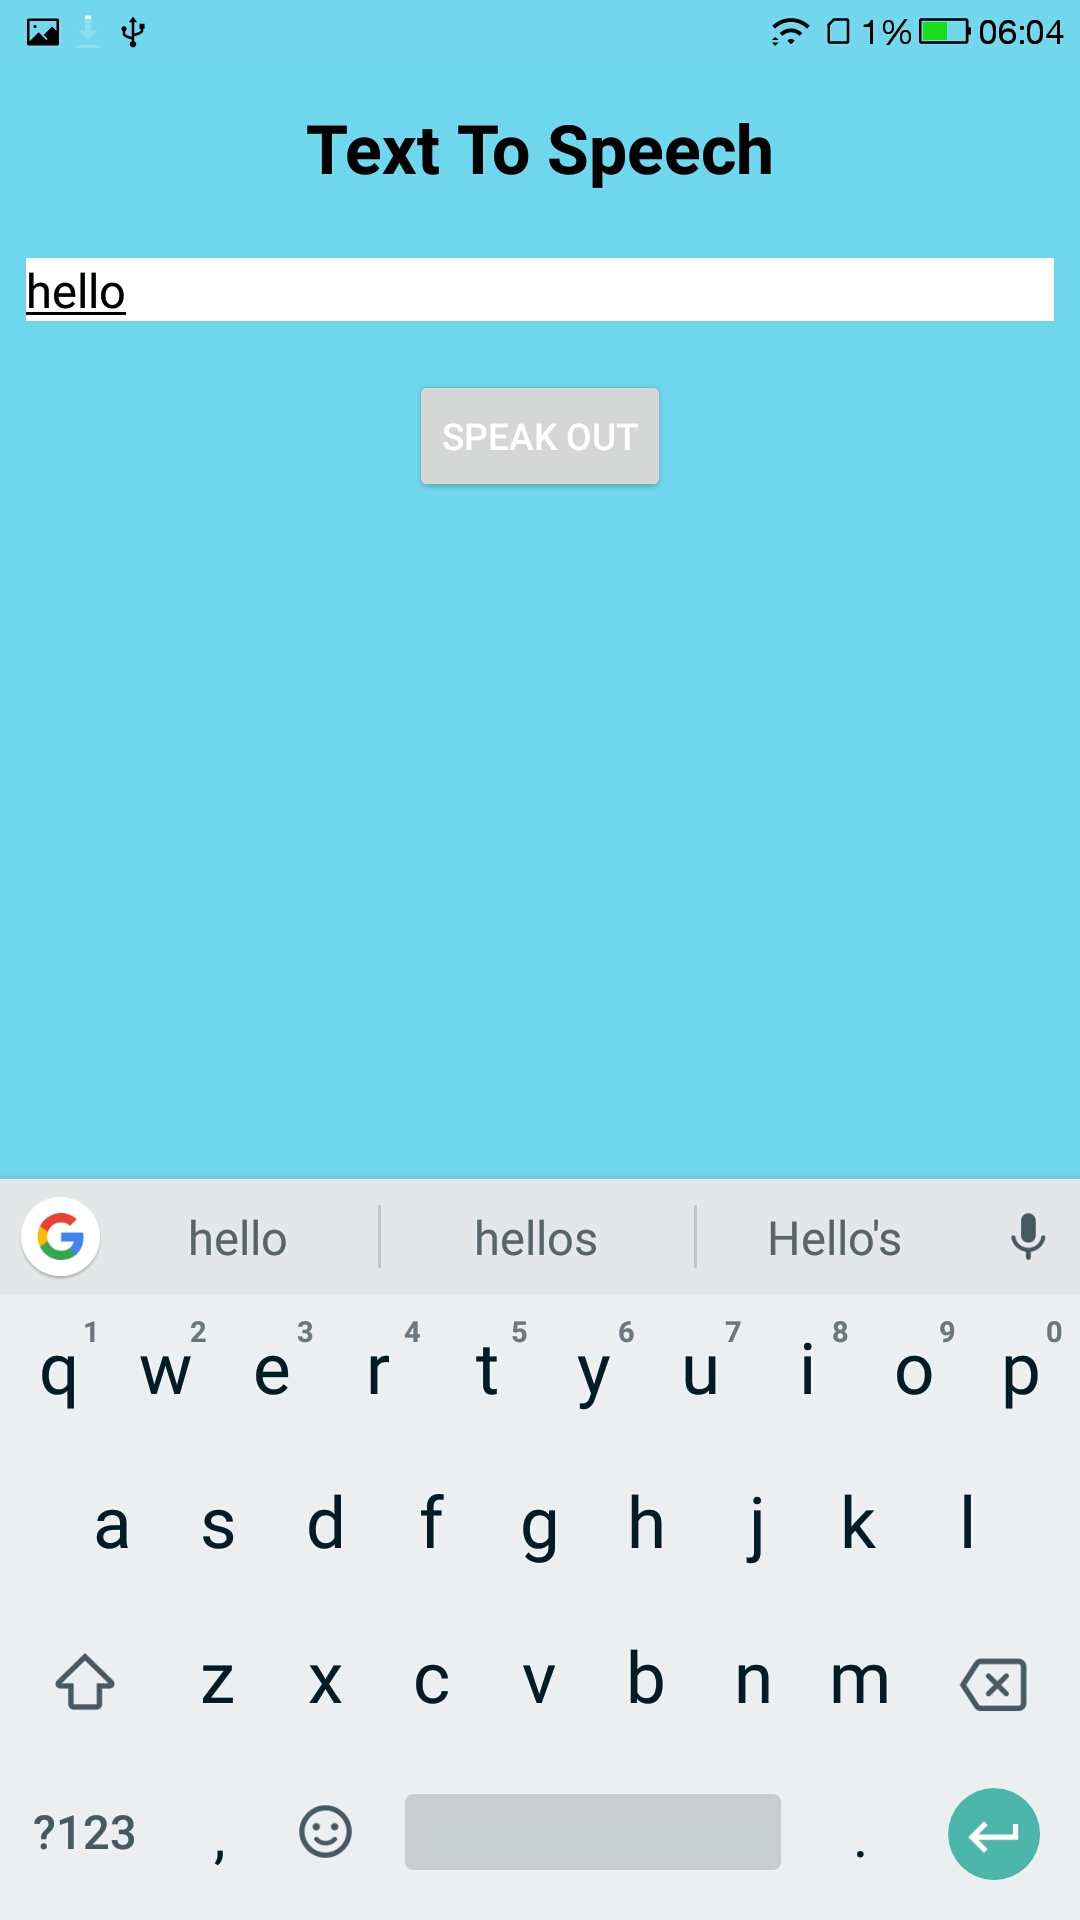 1% 06:04
Text To Speech
hello
SPEAK OUT
hello hellos Hello's
1 2 3 4 5 6 7 8 9 0
q w e r t y u i o p
a s d f g h j k l
z x c v b n m
?123 , .